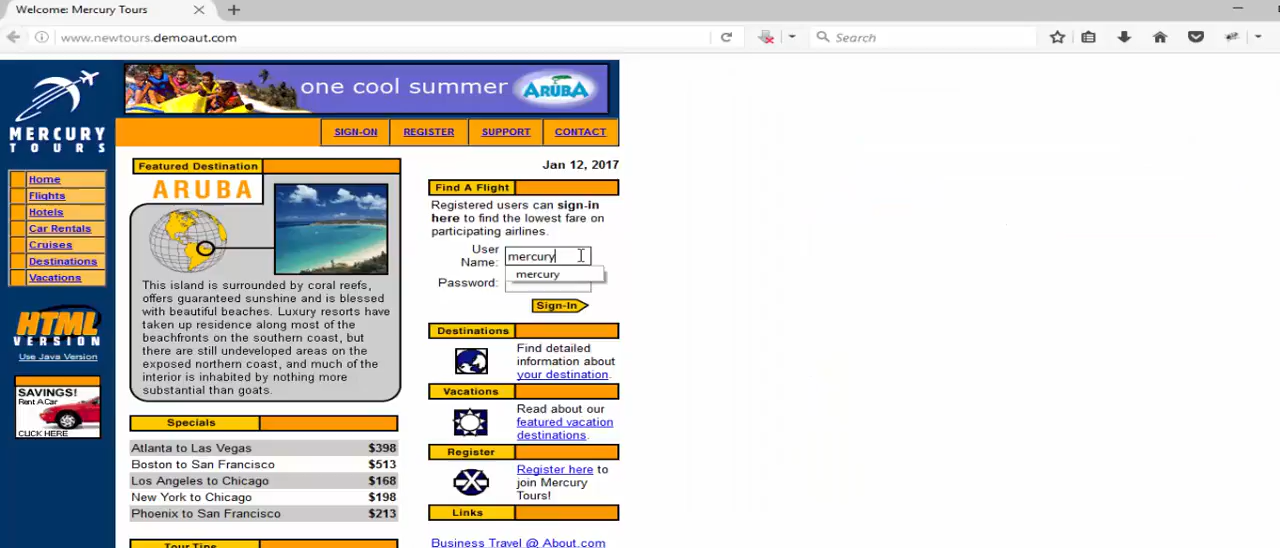 Welcome: Mercury Tours
www.newtours.demoaut.com
Search
one cool summer
ARUBA
MERCURY
TOURS
SIGN-ON
REGISTER
SUPPORT
CONTACT
Home
Flights
Hotels
Car Rentals
Cruises
Destinations
Vacations
HTML
VERSION
Use Java Version
SAVINGS!
Rent A Car
CLICK HERE
Featured Destination
ARUBA
This island is surrounded by coral reefs,
offers guaranteed sunshine and is blessed
with beautiful beaches. Luxury resorts have
taken up residence along most of the
beachfronts on the southern coast, but
there are still undeveloped areas on the
exposed northern coast, and much of the
interior is inhabited by nothing more
substantial than goats.
Specials
Atlanta to Las Vegas $398
Boston to San Francisco $513
Los Angeles to Chicago $168
New York to Chicago $198
Phoenix to San Francisco $213
Tour Tips
Jan 12, 2017
Find A Flight
Registered users can sign-in
here to find the lowest fare on
participating airlines.
User
Name:
mercury
mercury
Password:
Sign-In
Destinations
Find detailed
information about
your destination.
Vacations
Read about our
featured vacation
destinations.
Register
Register here to
join Mercury
Tours!
Links
Business Travel @ About.com